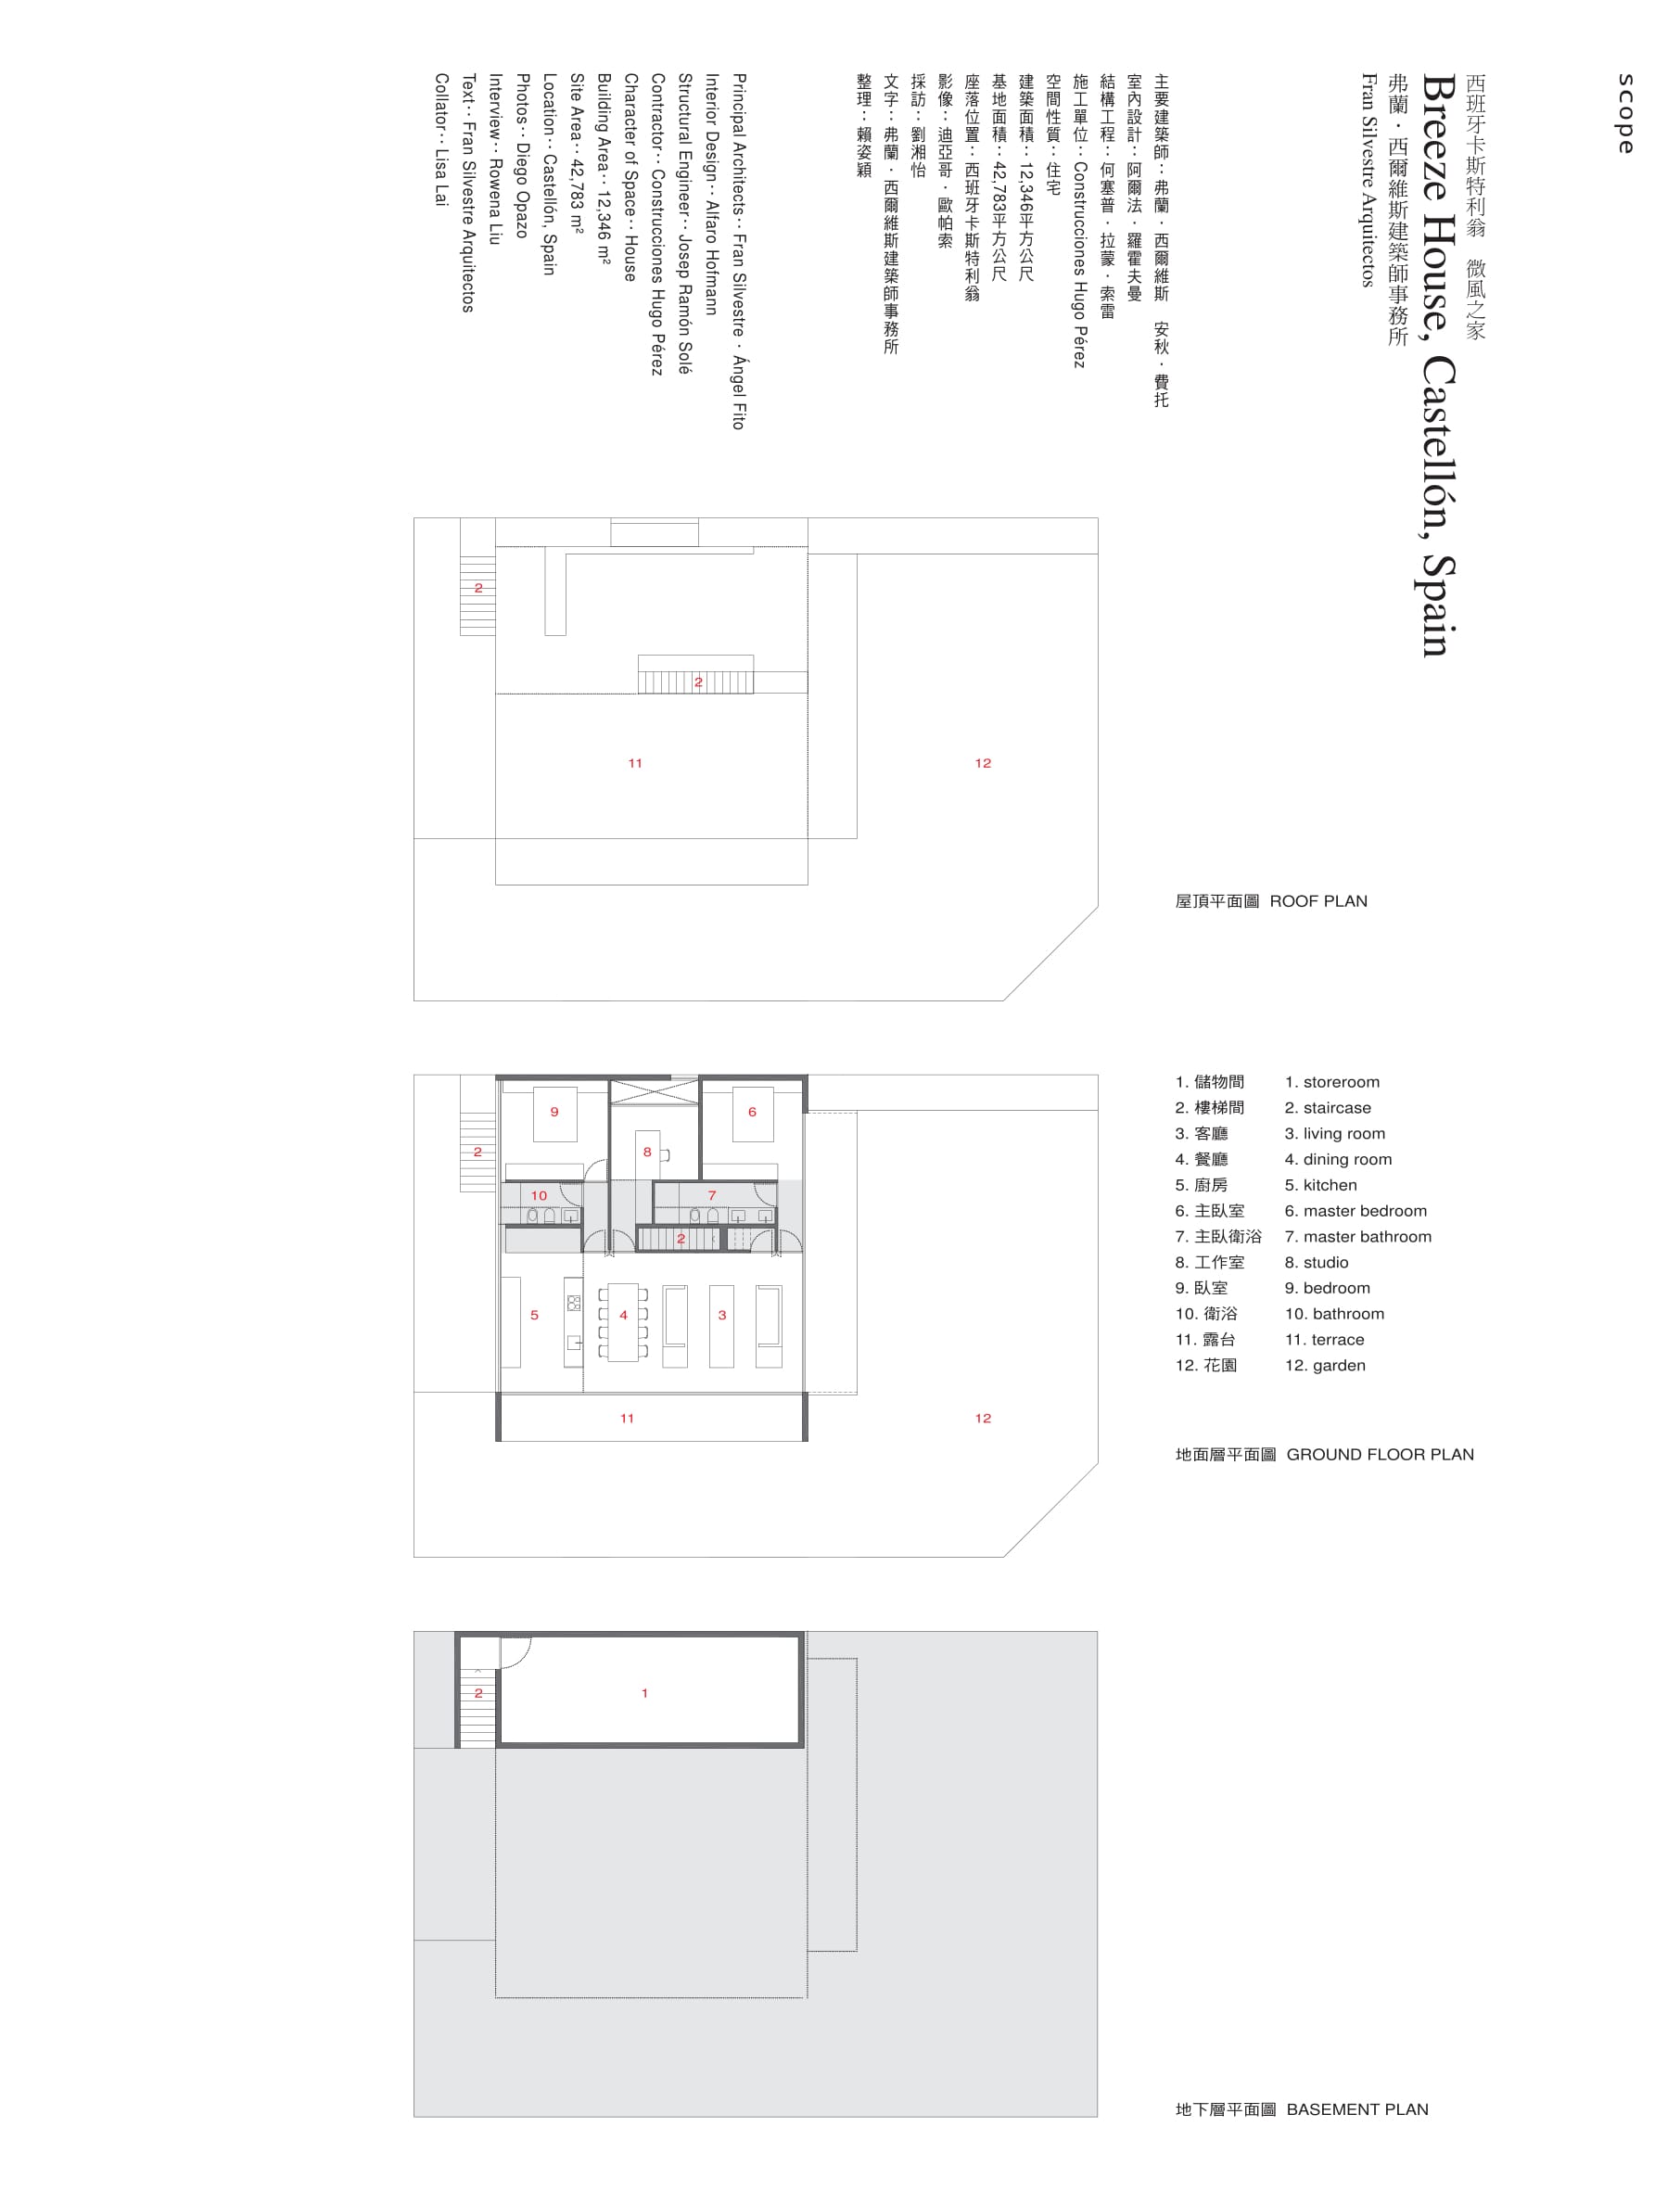 scope
西班牙卡斯特利翁　微風之家
Breeze House, Castellón, Spain
弗蘭．西爾維斯建築師事務所
Fran Silvestre Arquitectos
主要建築師：弗蘭．西爾維斯　安秋．費托
室內設計：阿爾法．羅霍夫曼
結構工程：何塞普．拉蒙．索雷
施工單位：Construcciones Hugo Pérez
空間性質：住宅
建築面積：12,346平方公尺
基地面積：42,783平方公尺
座落位置：西班牙卡斯特利翁
影像：迪亞哥．歐帕索
採訪：劉湘怡
文字：弗蘭．西爾維斯建築師事務所
整理：賴姿穎
Principal Architects：Fran Silvestre．Ángel Fito
Interior Design：Alfaro Hofmann
Structural Engineer：Josep Ramón Solé
Contractor：Construcciones Hugo Pérez
Character of Space：House
Building Area：12,346 m²
Site Area：42,783 m²
Location：Castellón, Spain
Photos：Diego Opazo
Interview：Rowena Liu
Text：Fran Silvestre Arquitectos
Collator：Lisa Lai
2
2
11
12
屋頂平面圖 ROOF PLAN
9
6
2
8
10
7
2
5
4
3
11
12
1. 儲物間 1. storeroom
2. 樓梯間 2. staircase
3. 客廳 3. living room
4. 餐廳 4. dining room
5. 廚房 5. kitchen
6. 主臥室 6. master bedroom
7. 主臥衛浴 7. master bathroom
8. 工作室 8. studio
9. 臥室 9. bedroom
10. 衛浴 10. bathroom
11. 露台 11. terrace
12. 花園 12. garden
地面層平面圖 GROUND FLOOR PLAN
2
1
地下層平面圖 BASEMENT PLAN